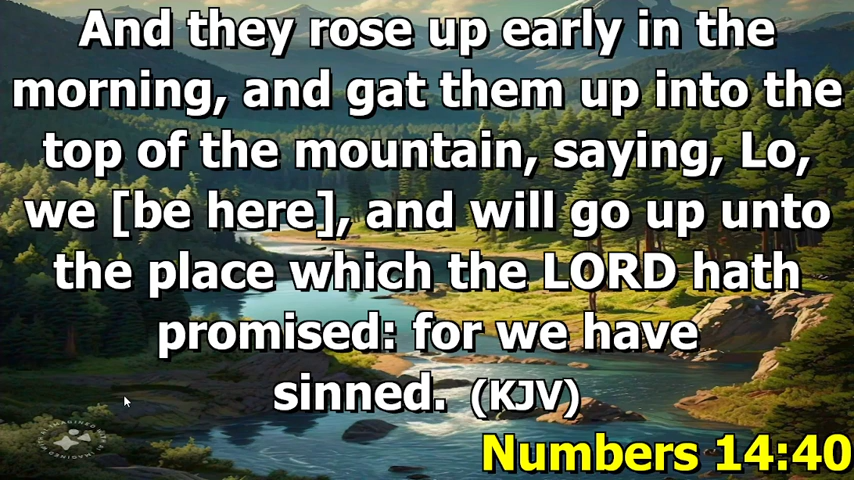 And they rose up early in the
morning, and gat them up into the
top of the mountain, saying, Lo,
we [be here], and will go up unto
the place which the LORD hath
promised: for we have
sinned. (KJV)
Numbers 14:40